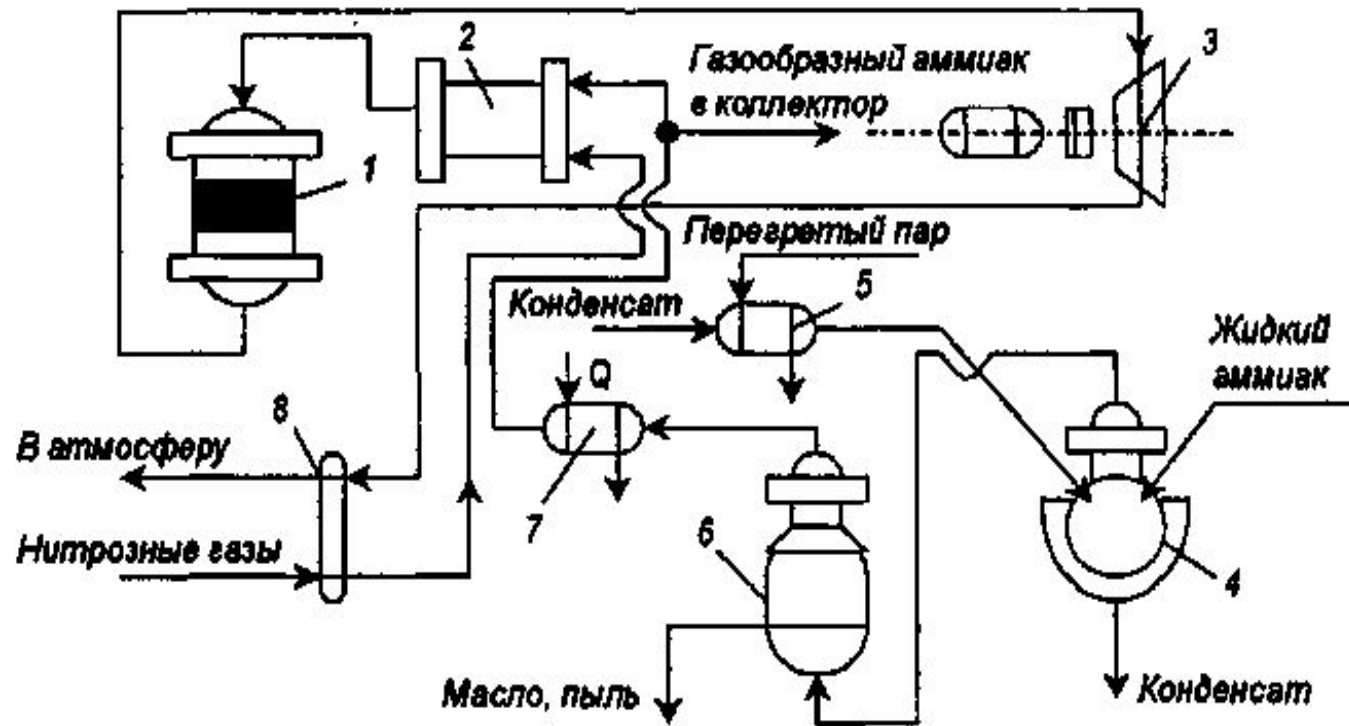 2
3
Газообразный аммиак
в коллектор
1
Перегретый пар
5
Конденсат
Жидкий
аммиак
Q
8
В атмосферу
7
6
4
Нитрозные газы
Масло, пыль
Конденсат